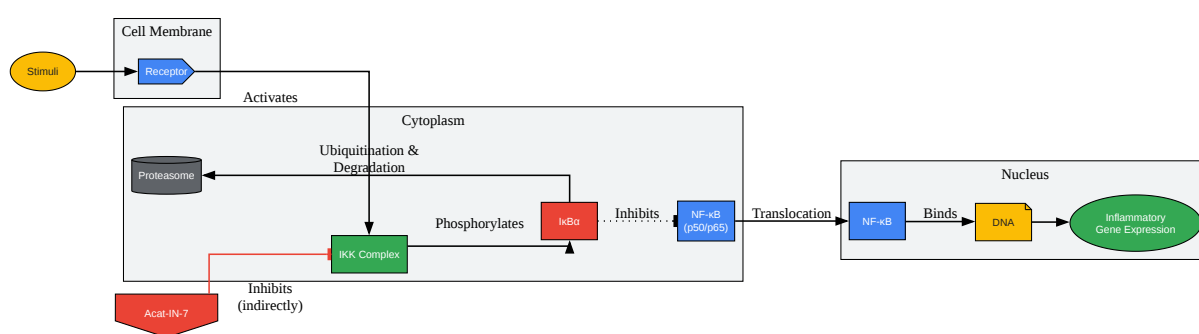 Cell Membrane
Stimuli
Receptor
Activates
Cytoplasm
Ubiquitination &
Degradation
Proteasome
Phosphorylates
IκBα
Inhibits
NF-κB
(p50/p65)
Translocation
IKK Complex
Inhibits
(indirectly)
Acat-IN-7
Nucleus
NF-κB
Binds
DNA
Inflammatory
Gene Expression